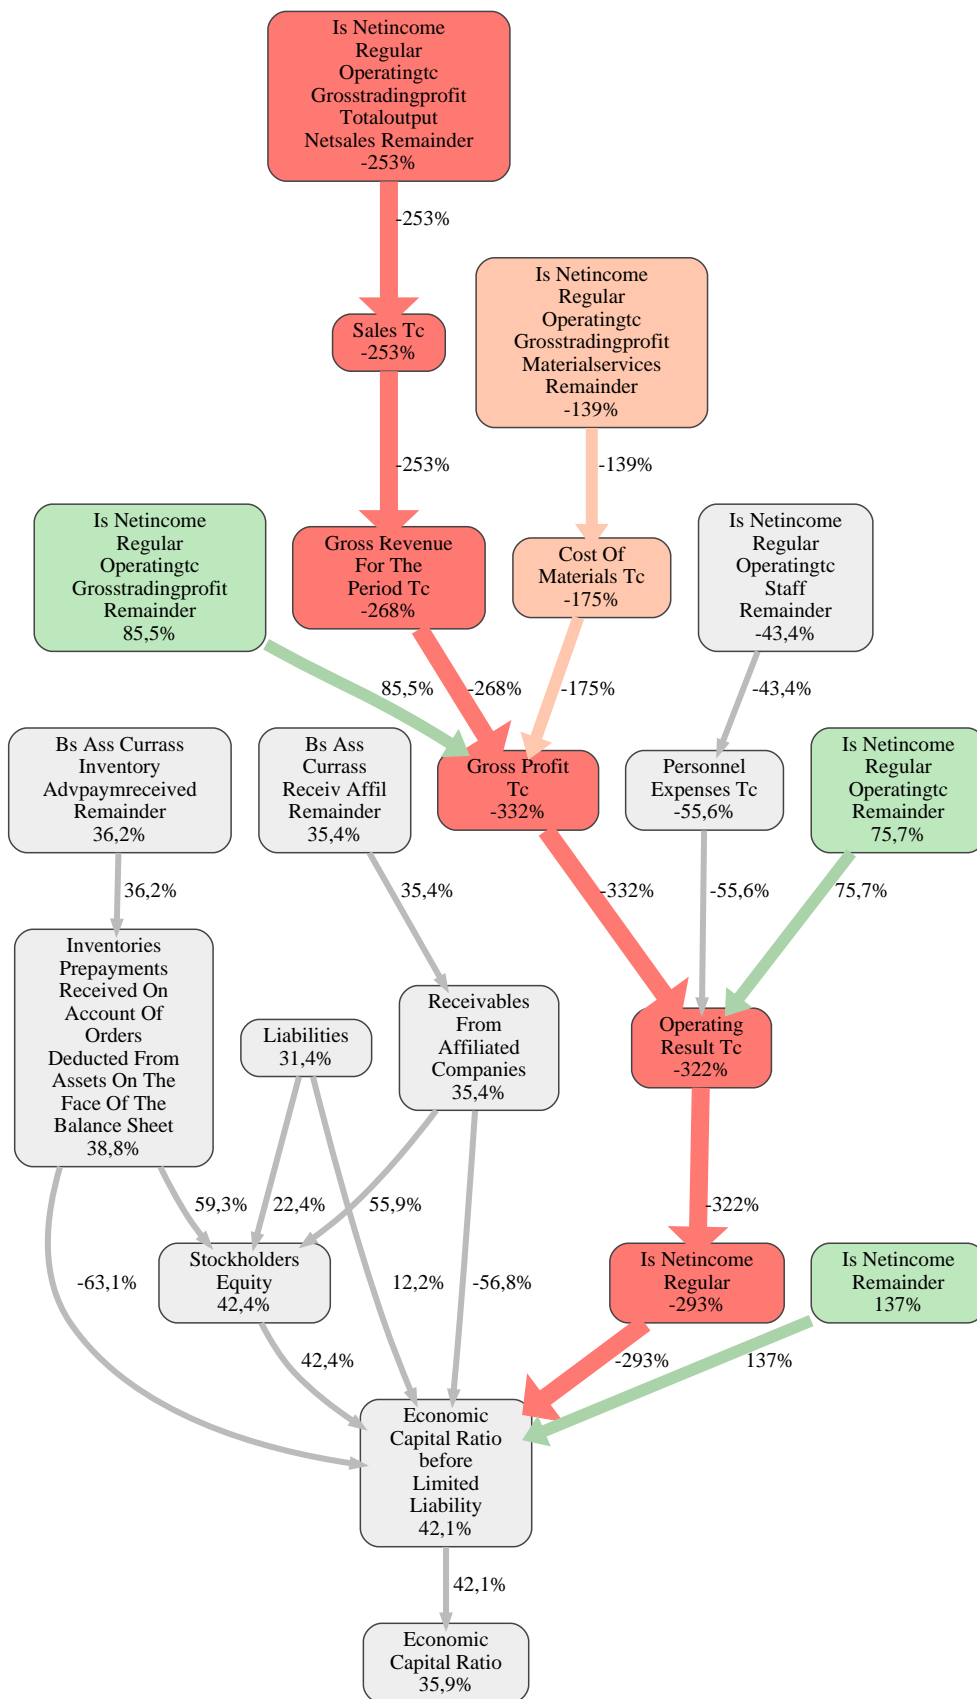 Is Netincome
Regular
Operatingtc
Grosstradingprofit
Totaloutput
Netsales Remainder
-253%
-253%
Sales Tc
-253%
Is Netincome
Regular
Operatingtc
Grosstradingprofit
Materialservices
Remainder
-139%
-253%
-139%
Is Netincome
Regular
Operatingtc
Grosstradingprofit
Remainder
85,5%
Gross Revenue
For The
Period Tc
-268%
Cost Of
Materials Tc
-175%
Is Netincome
Regular
Operatingtc
Staff
Remainder
-43,4%
85,5%
-268%
-175%
-43,4%
Bs Ass Currass
Inventory
Advpaymreceived
Remainder
36,2%
Bs Ass
Currass
Receiv Affil
Remainder
35,4%
Gross Profit
Tc
-332%
Personnel
Expenses Tc
-55,6%
Is Netincome
Regular
Operatingtc
Remainder
75,7%
36,2%
35,4%
-332%
-55,6%
75,7%
Inventories
Prepayments
Received On
Account Of
Orders
Deducted From
Assets On The
Face Of The
Balance Sheet
38,8%
Liabilities
31,4%
Receivables
From
Affiliated
Companies
35,4%
Operating
Result Tc
-322%
59,3%
22,4%
55,9%
-322%
Stockholders
Equity
42,4%
-63,1%
12,2%
-56,8%
Is Netincome
Regular
-293%
Is Netincome
Remainder
137%
42,4%
-293%
137%
Economic
Capital Ratio
before
Limited
Liability
42,1%
42,1%
Economic
Capital Ratio
35,9%